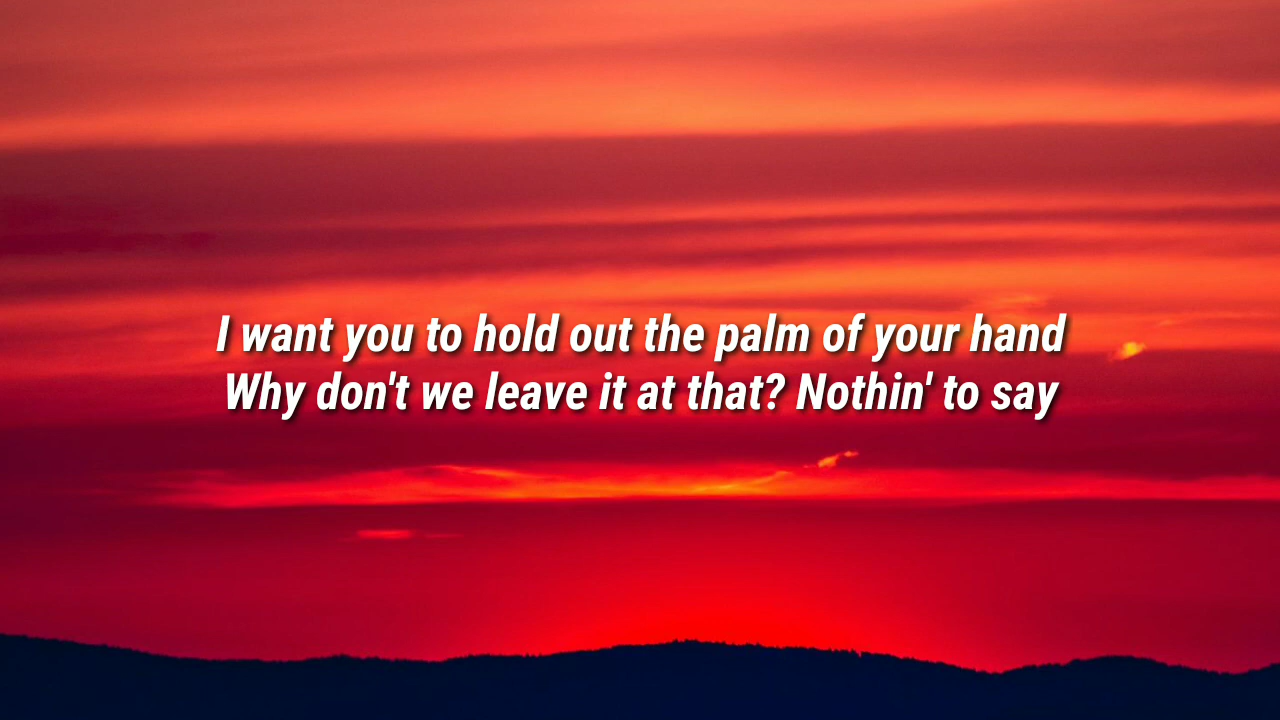 I want you to hold out the palm of your hand
Why don't we leave it at that? Nothin' to say